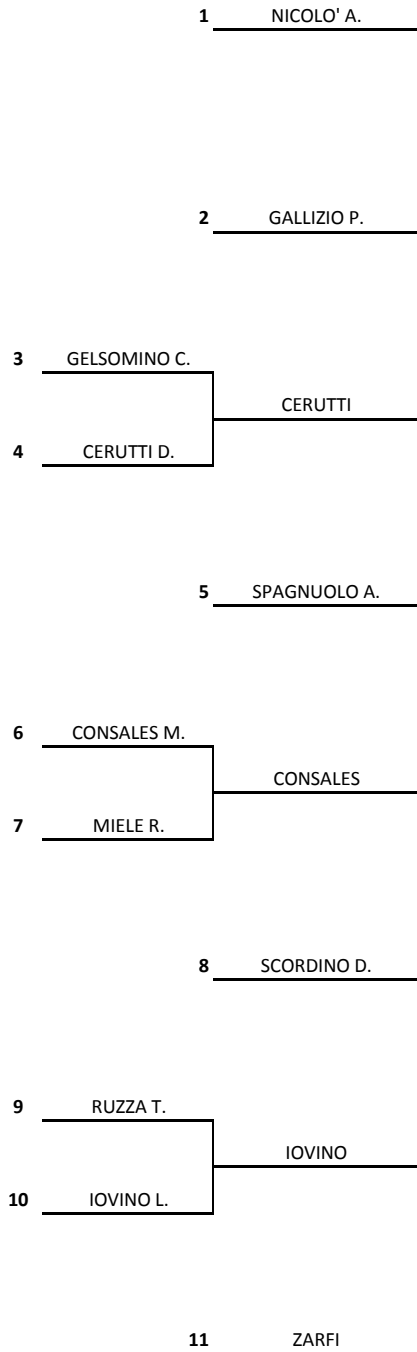 1 NICOLO' A.
2 GALLIZIO P.
3 GELSOMINO C.
CERUTTI
4 CERUTTI D.
5 SPAGNUOLO A.
6 CONSALES M.
CONSALES
7 MIELE R.
8 SCORDINO D.
9 RUZZA T.
IOVINO
10 IOVINO L.
11 ZARFI